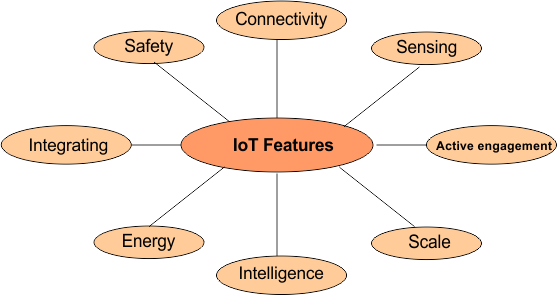 Connectivity
Safety
Sensing
Integrating
IoT Features
Active engagement
Energy
Scale
Intelligence